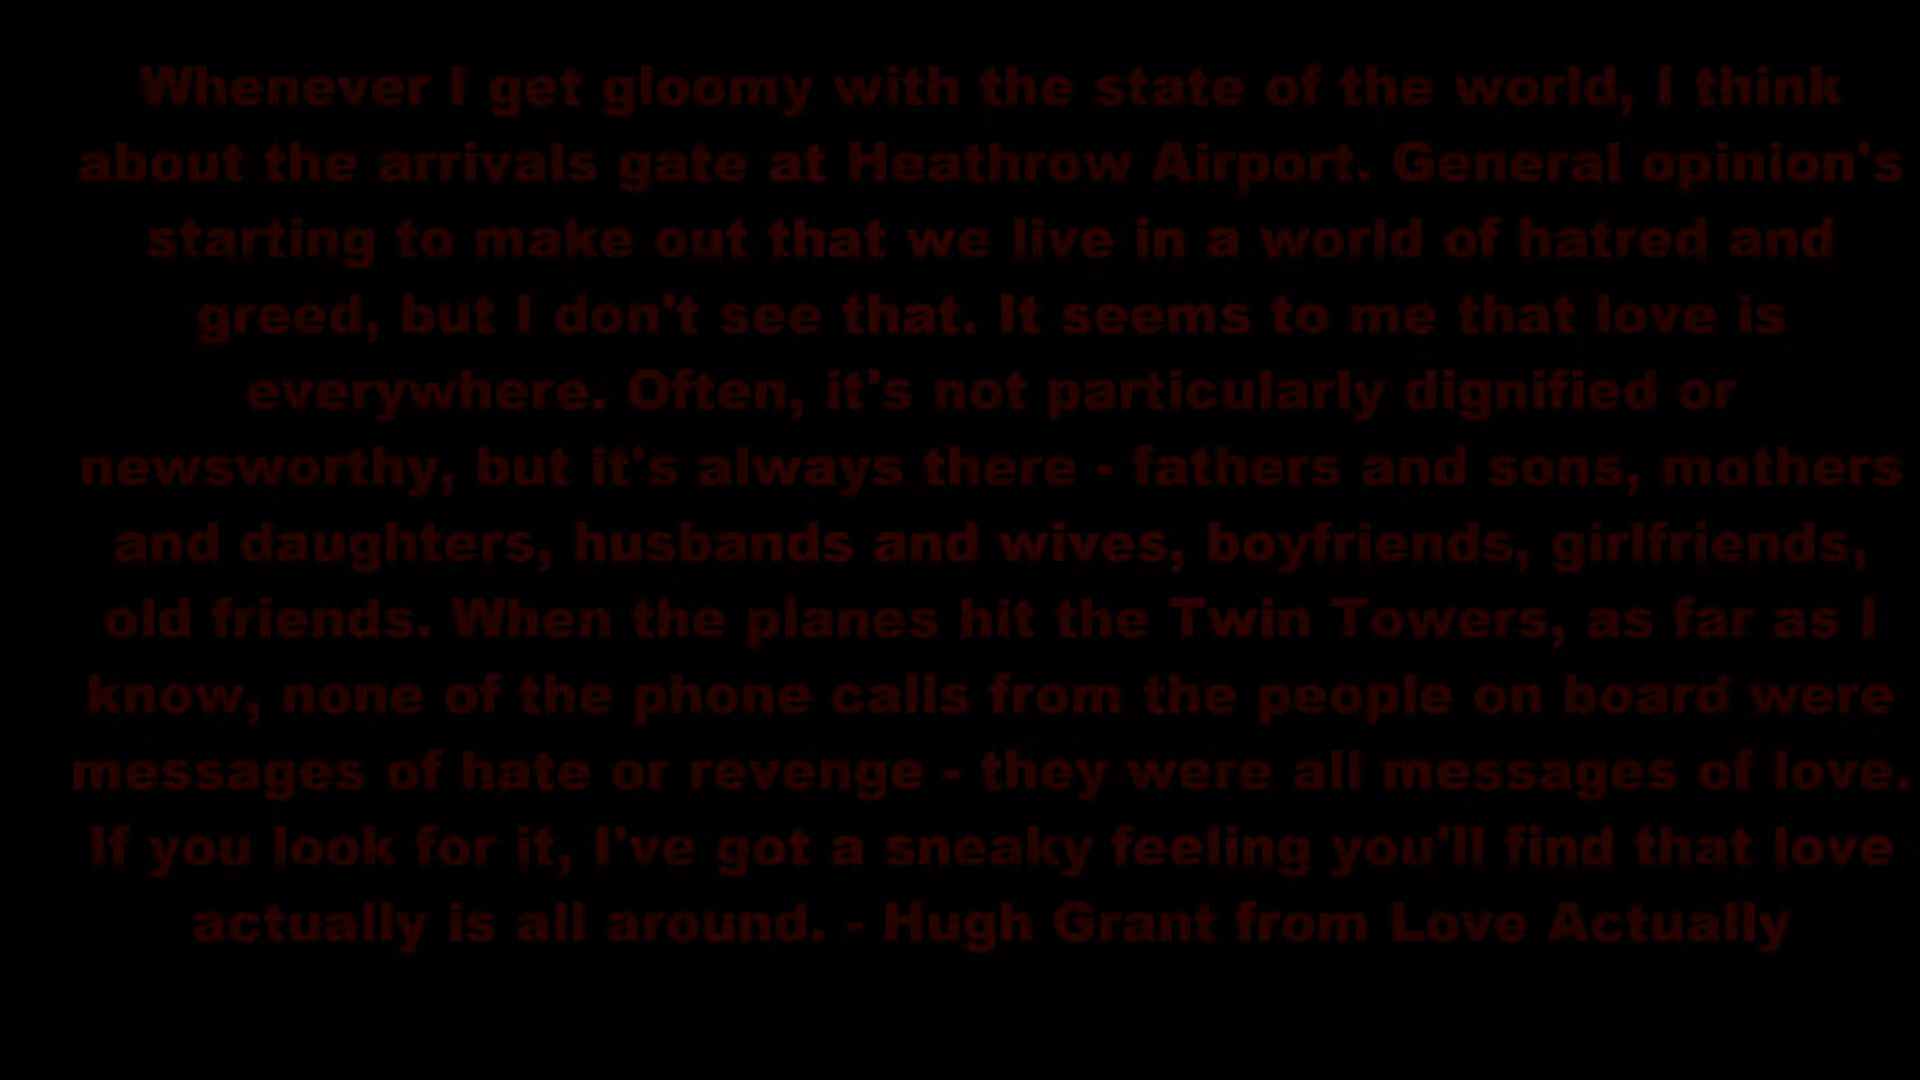 Whenever I get gloomy with the state of the world, I think
about the arrivals gate at Heathrow Airport. General opinion's
starting to make out that we live in a world of hatred and
greed, but I don't see that. It seems to me that love is
everywhere. Often, it's not particularly dignified or
newsworthy, but it's always there - fathers and sons, mothers
and daughters, husbands and wives, boyfriends, girlfriends,
old friends. When the planes hit the Twin Towers, as far as I
know, none of the phone calls from the people on board were
messages of hate or revenge - they were all messages of love.
If you look for it, I've got a sneaky feeling you'll find that love
actually is all around. - Hugh Grant from Love Actually